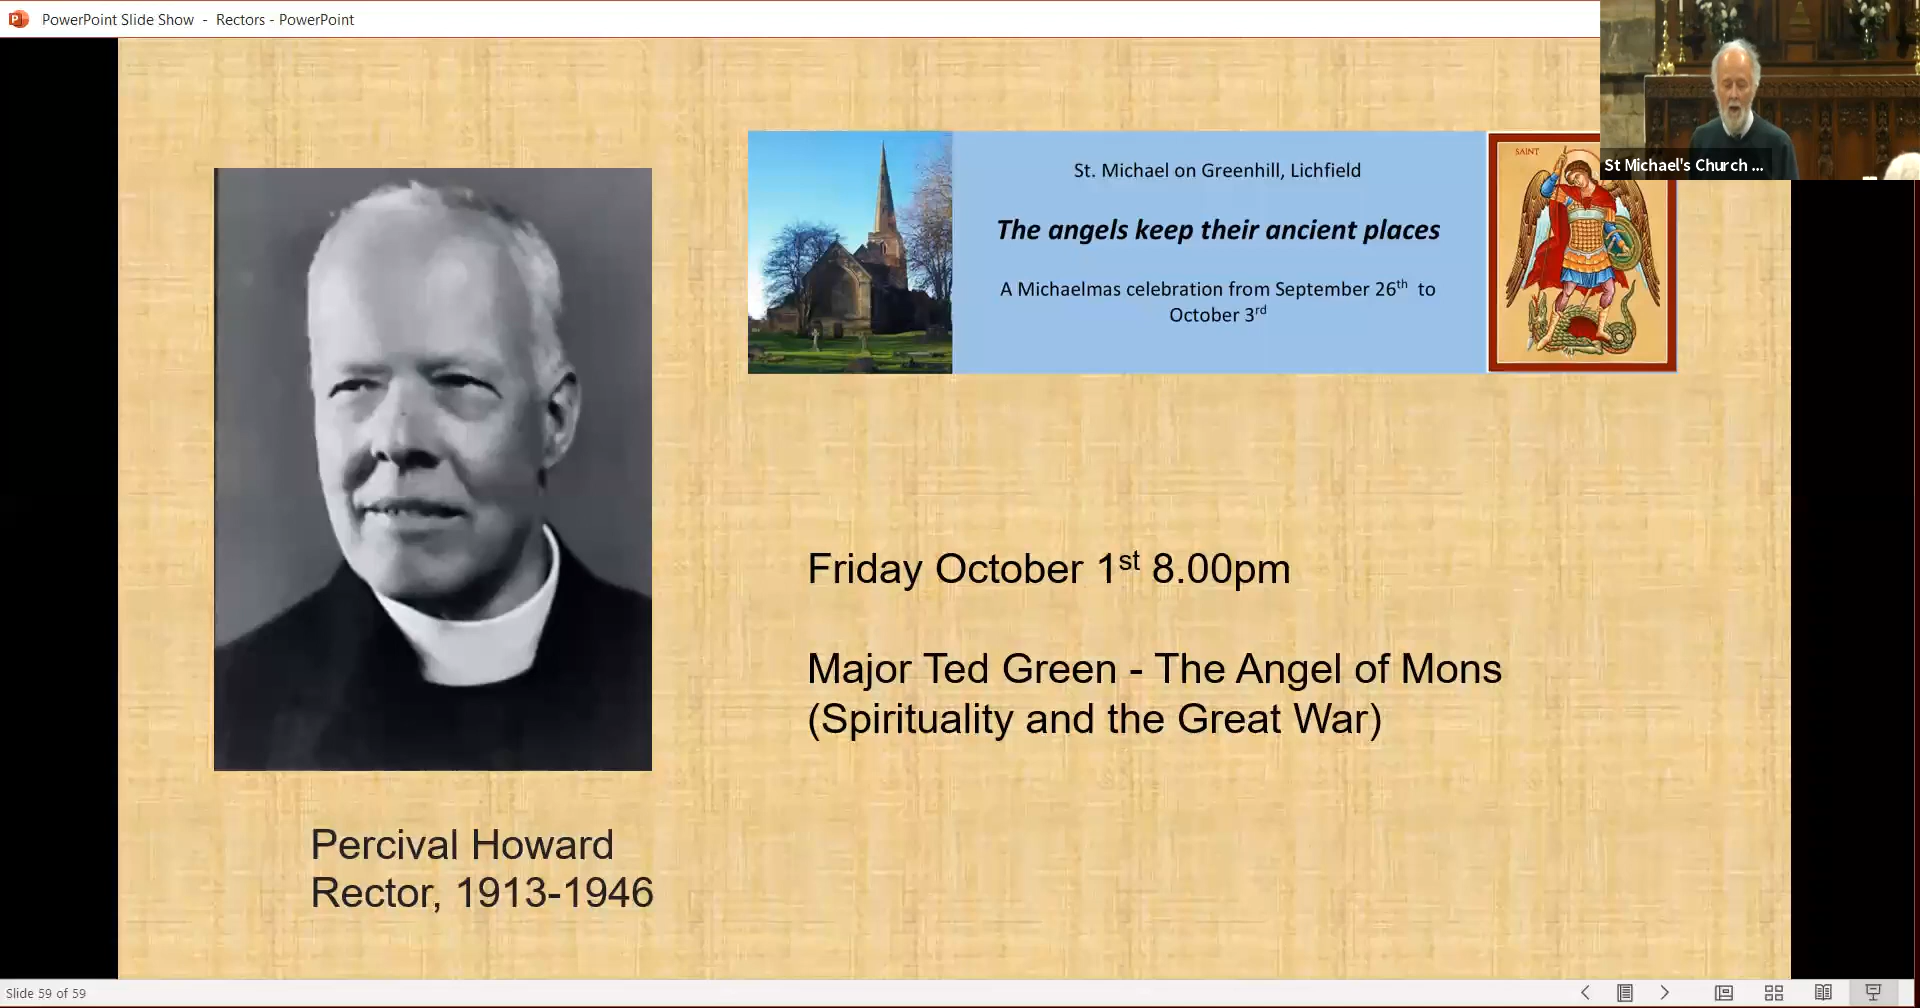 PowerPoint Slide Show - Rectors - PowerPoint
St Michael's Church ...
St. Michael on Greenhill, Lichfield
The angels keep their ancient places
A Michaelmas celebration from September 26th to
October 3rd
SAINT
Friday October 1st 8.00pm
Major Ted Green - The Angel of Mons
(Spirituality and the Great War)
Percival Howard
Rector, 1913-1946
Slide 59 of 59